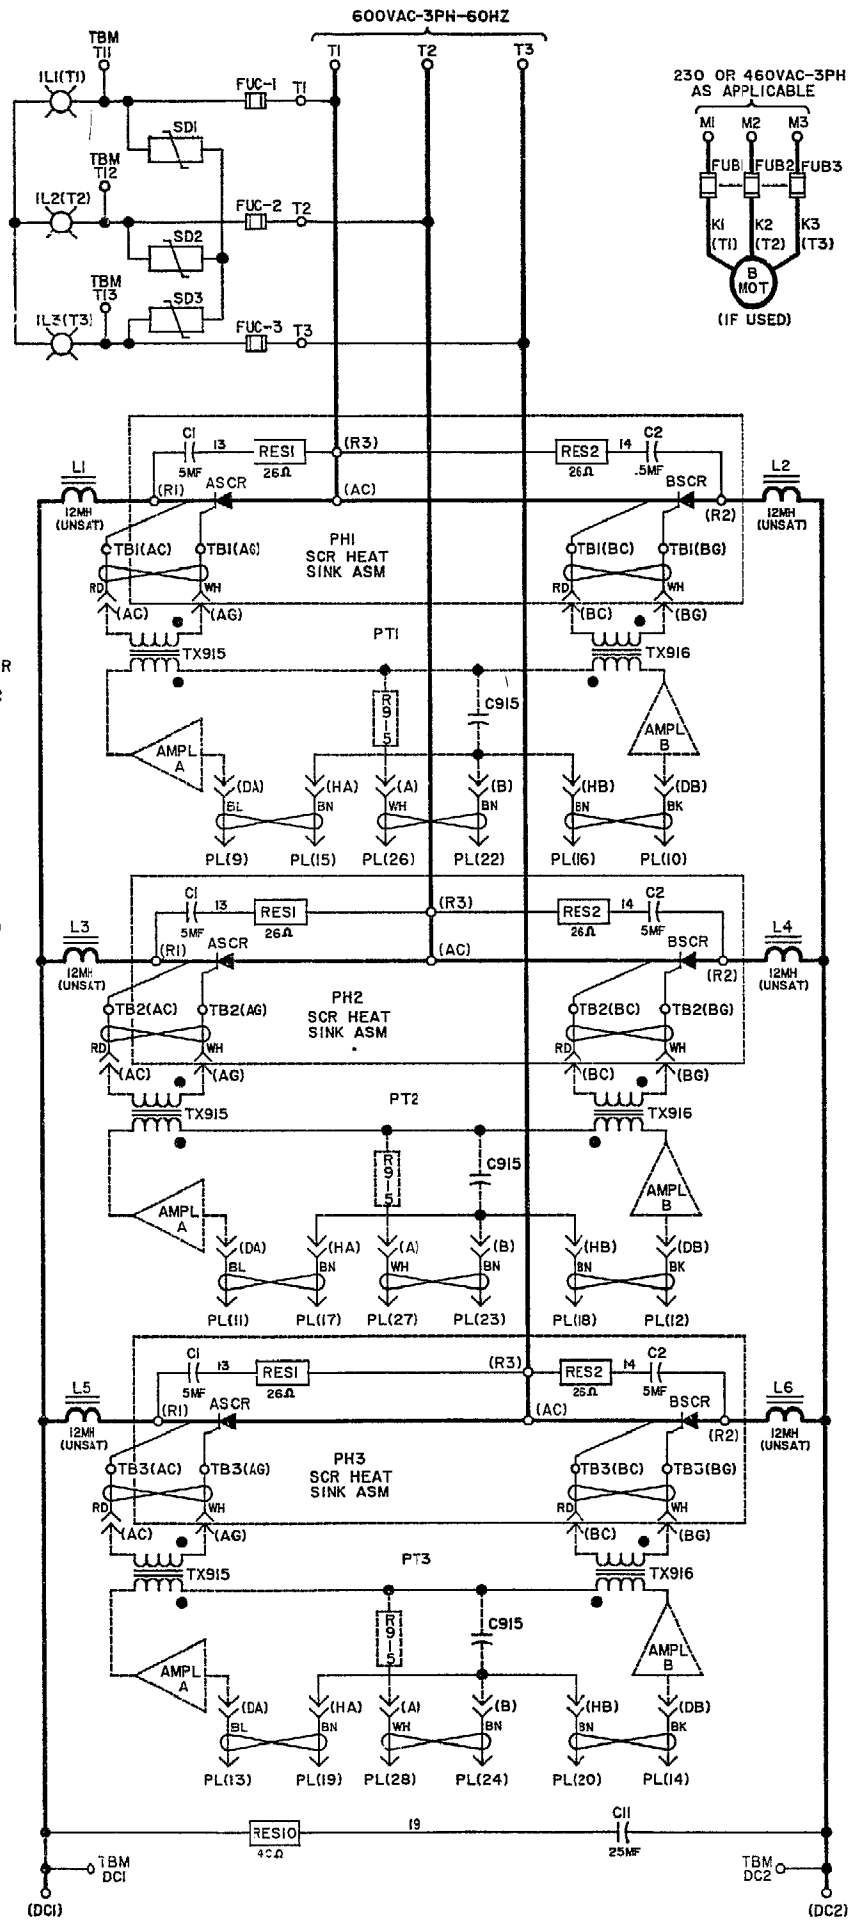 600VAC-3PH-60HZ
T1 T2 T3
TBM
T11
IL1(T1)
FUC-1 T1
SD1
TBM
T12
IL2(T2)
FUC-2 T2
SD2
TBM
T13
SD3
IL3(T3)
FUC-3 T3
230 OR 460VAC-3PH
AS APPLICABLE
M1 M2 M3
FUB1 FUB2 FUB3
K1 K2 K3
(T1) (T2) (T3)
B
MOT
(IF USED)
C1 13 RES1 (R3) RES2 14 C2
5MF 26Ω 26Ω .5MF
L1 ASCR BSCR L2
(R1) (AC) (R2)
12MH
(UNSAT)
12MH
(UNSAT)
PH1
SCR HEAT
SINK ASM
TB1(AC) TB1(AG) TB1(BC) TB1(BG)
RD WH RD WH
(AC) (AG) (BC) (BG)
PT1
TX915 TX916
R
R915
C915
AMPL
A
AMPL
B
(DA) (HA) (A) (B) (HB) (DB)
BL BN WH BN BN BK
PL(9) PL(15) PL(26) PL(22) PL(16) PL(10)
C1 13 RES1 (R3) RES2 14 C2
5MF 26Ω 26Ω 5MF
L3 ASCR BSCR L4
(R1) (AC) (R2)
12MH
(UNSAT)
12MH
(UNSAT)
PH2
SCR HEAT
SINK ASM
TB2(AC) TB2(AG) TB2(BC) TB2(BG)
RD WH RD WH
(AC) (AG) (BC) (BG)
PT2
TX915 TX916
R915
C915
AMPL
A
AMPL
B
(DA) (HA) (A) (B) (HB) (DB)
BL BN WH BN BN BK
PL(11) PL(17) PL(27) PL(23) PL(18) PL(12)
C1 13 RES1 (R3) RES2 14 C2
5MF 26Ω 26Ω 5MF
L5 ASCR BSCR L6
(R1) (AC) (R2)
12MH
(UNSAT)
12MH
(UNSAT)
PH3
SCR HEAT
SINK ASM
TB3(AC) TB3(AG) TB3(BC) TB3(BG)
RD WH RD WH
(AC) (AG) (BC) (BG)
PT3
TX915 TX916
R915
C915
AMPL
A
AMPL
B
(DA) (HA) (A) (B) (HB) (DB)
BL BN WH BN BN BK
PL(13) PL(19) PL(28) PL(24) PL(20) PL(14)
RES10 19 C11
40Ω 25MF
TBM
DC1
TBM
DC2
(DC1) (DC2)